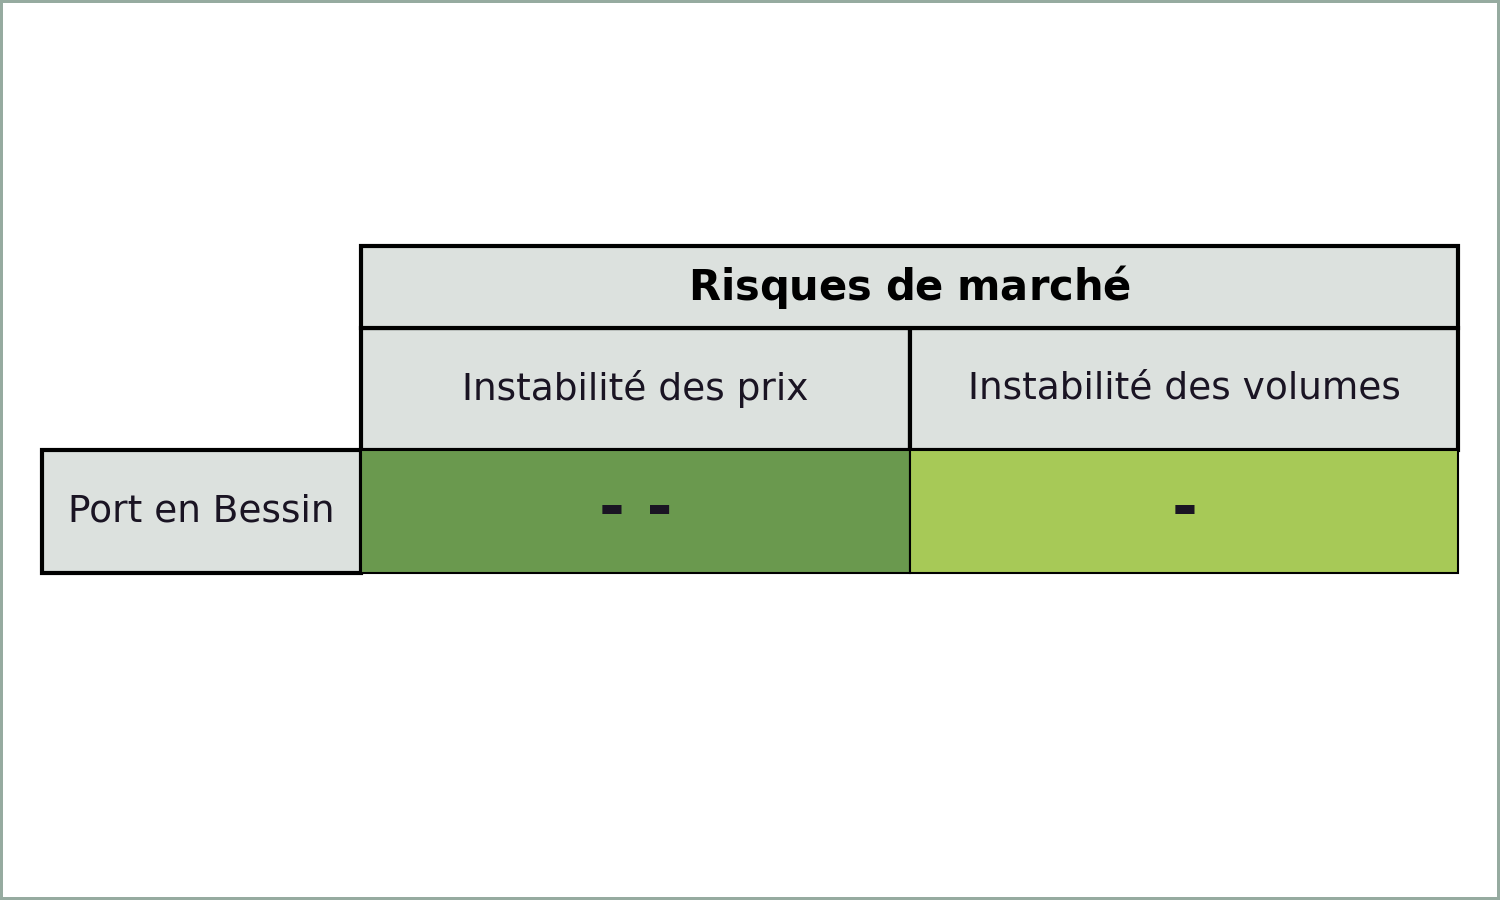 Risques de marché
Instabilité des prix
Instabilité des volumes
Port en Bessin
- -
-